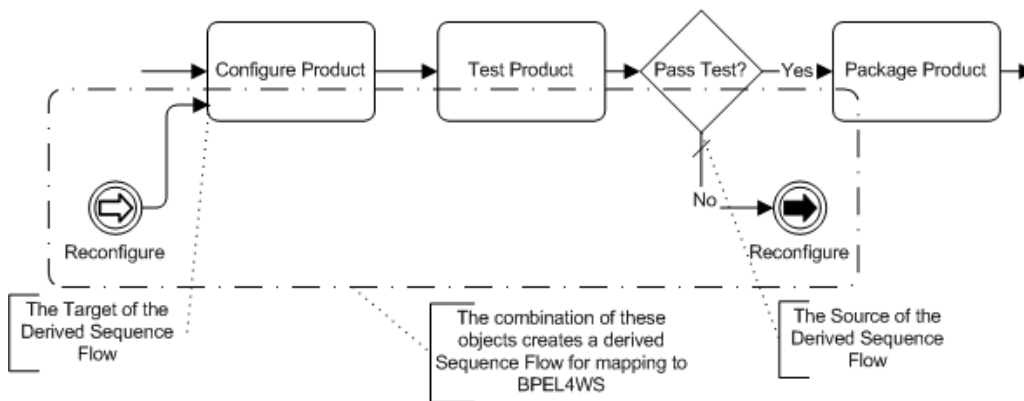 Configure Product
Test Product
Pass Test?
Yes
Package Product
No
Reconfigure
Reconfigure
The Target of the
Derived Sequence
Flow
The combination of these
objects creates a derived
Sequence Flow for mapping to
BPEL4WS
The Source of the
Derived Sequence
Flow